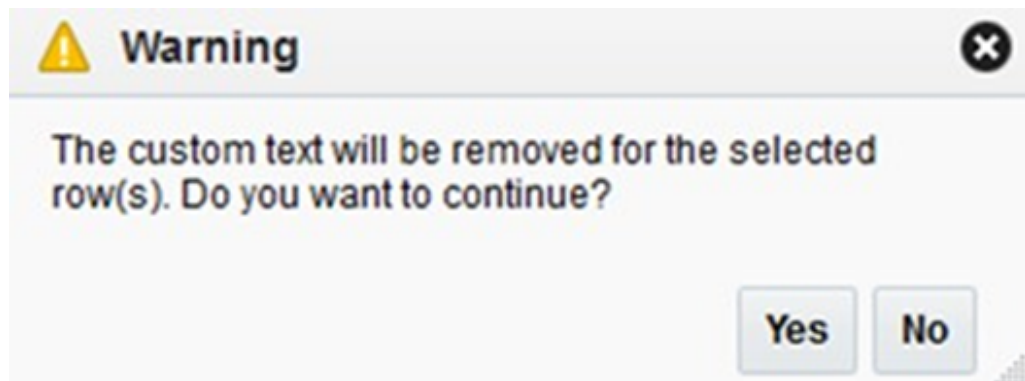 Warning
The custom text will be removed for the selected
row(s). Do you want to continue?
Yes No